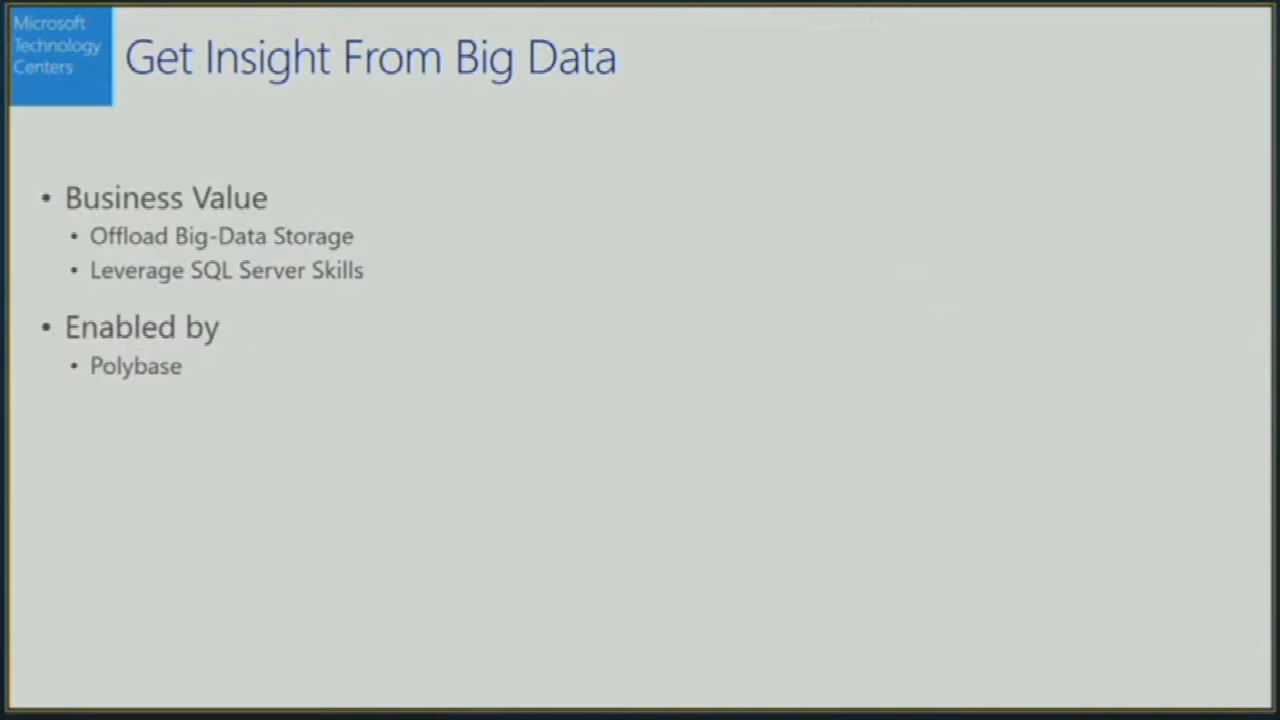 Microsoft
Technology
Centers
Get Insight From Big Data
• Business Value
• Offload Big-Data Storage
• Leverage SQL Server Skills
• Enabled by
• Polybase